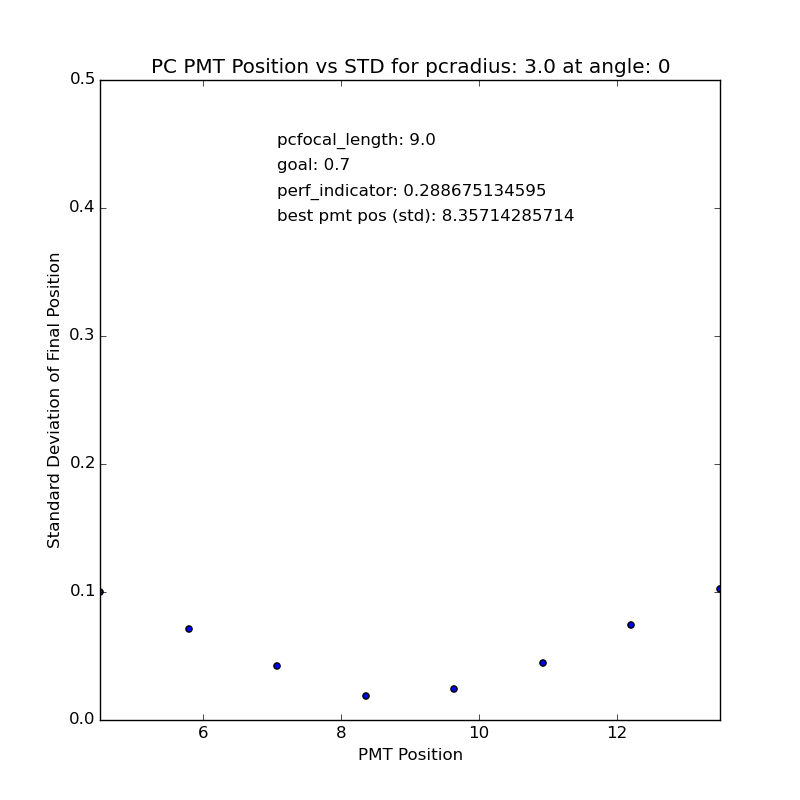 PC PMT Position vs STD for pcradius: 3.0 at angle: 0
pcfocal_length: 9.0
goal: 0.7
perf_indicator: 0.288675134595
best pmt pos (std): 8.35714285714
0.5
0.4
0.3
0.2
0.1
0.0
Standard Deviation of Final Position
6 8 10 12
PMT Position